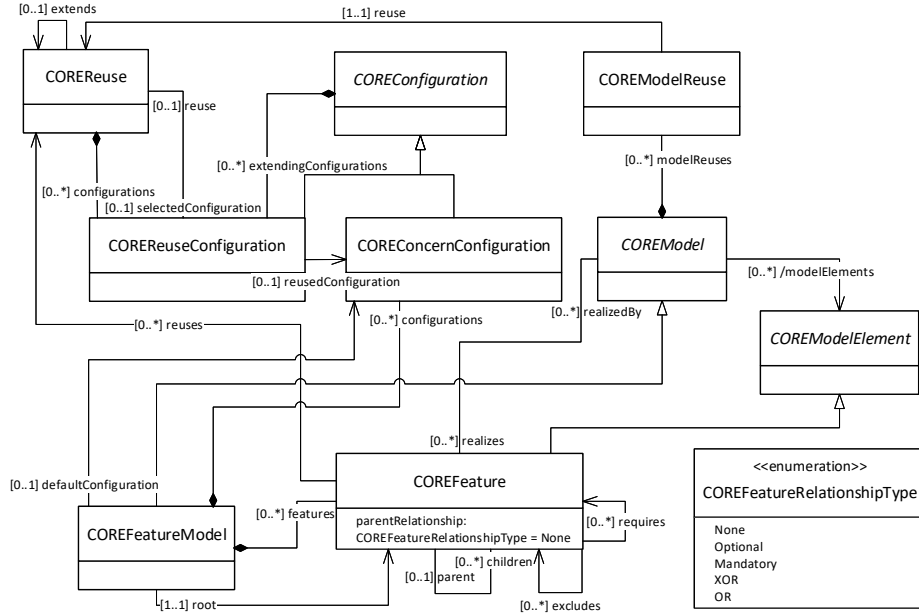 [0..1] extends
[1..1] reuse
COREReuse
COREConfiguration
COREModelReuse
[0..1] reuse
[0..*] extendingConfigurations
[0..*] modelReuses
[0..*] configurations
[0..1] selectedConfiguration
COREReuseConfiguration
COREConcernConfiguration
COREModel
[0..*] /modelElements
[0..1] reusedConfiguration
[0..*] reuses
[0..*] configurations
[0..*] realizedBy
COREModelElement
[0..*] realizes
[0..1] defaultConfiguration
COREFeature
<<enumeration>>
COREFeatureRelationshipType
COREFeatureModel
[0..*] features
parentRelationship:
COREFeatureRelationshipType = None
[0..*] requires
None
Optional
Mandatory
XOR
OR
[0..*] children
[0..1] parent
[1..1] root
[0..*] excludes